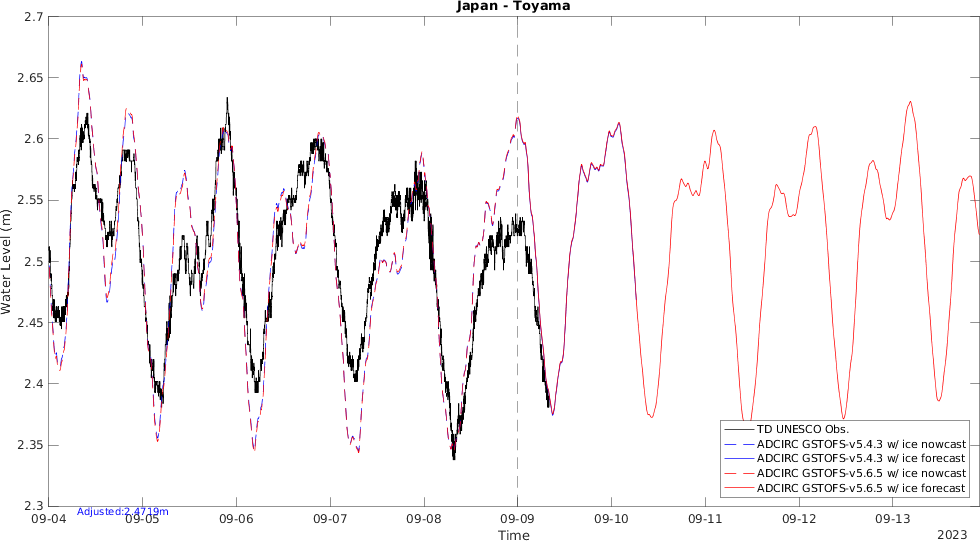 Japan - Toyama
2.7
2.65
2.6
2.55
2.5
2.45
2.4
2.35
2.3
Water Level (m)
TD UNESCO Obs.
ADCIRC GSTOFS-v5.4.3 w/ ice nowcast
ADCIRC GSTOFS-v5.4.3 w/ ice forecast
ADCIRC GSTOFS-v5.6.5 w/ ice nowcast
ADCIRC GSTOFS-v5.6.5 w/ ice forecast
Adjusted:2.4719m
09-04 09-05 09-06 09-07 09-08 09-09 09-10 09-11 09-12 09-13
Time
2023